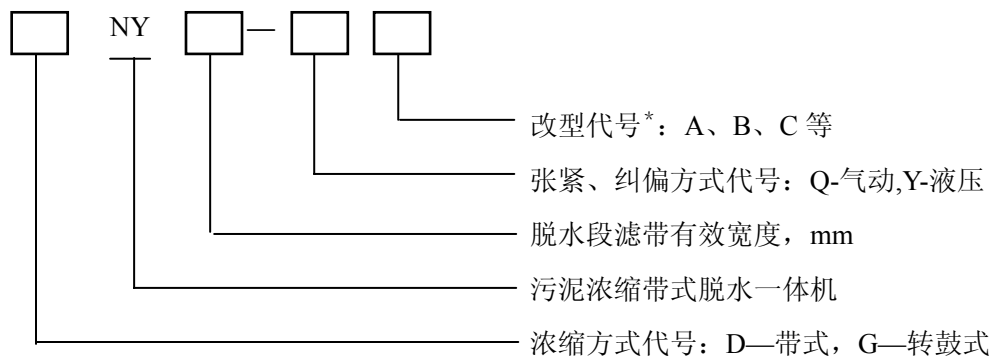 NY —
改型代号*：A、B、C 等
张紧、纠偏方式代号：Q-气动,Y-液压
脱水段滤带有效宽度，mm
污泥浓缩带式脱水一体机
浓缩方式代号：D—带式，G—转鼓式